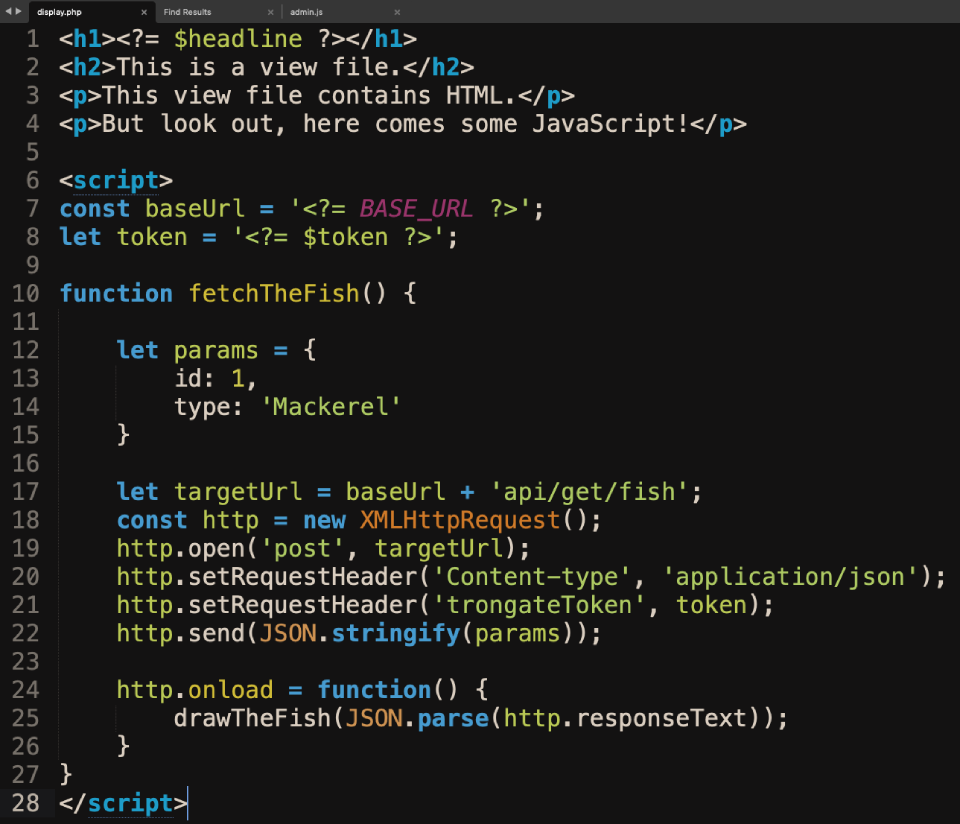 display.php × Find Results × admin.js ×
1 <h1><?= $headline ?></h1>
2 <h2>This is a view file.</h2>
3 <p>This view file contains HTML.</p>
4 <p>But look out, here comes some JavaScript!</p>
5
6 <script>
7 const baseUrl = '<?= BASE_URL ?>';
8 let token = '<?= $token ?>';
9
10 function fetchTheFish() {
11
12     let params = {
13         id: 1,
14         type: 'Mackerel'
15     }
16
17     let targetUrl = baseUrl + 'api/get/fish';
18     const http = new XMLHttpRequest();
19     http.open('post', targetUrl);
20     http.setRequestHeader('Content-type', 'application/json');
21     http.setRequestHeader('trongateToken', token);
22     http.send(JSON.stringify(params));
23
24     http.onload = function() {
25         drawTheFish(JSON.parse(http.responseText));
26     }
27 }
28 </script>